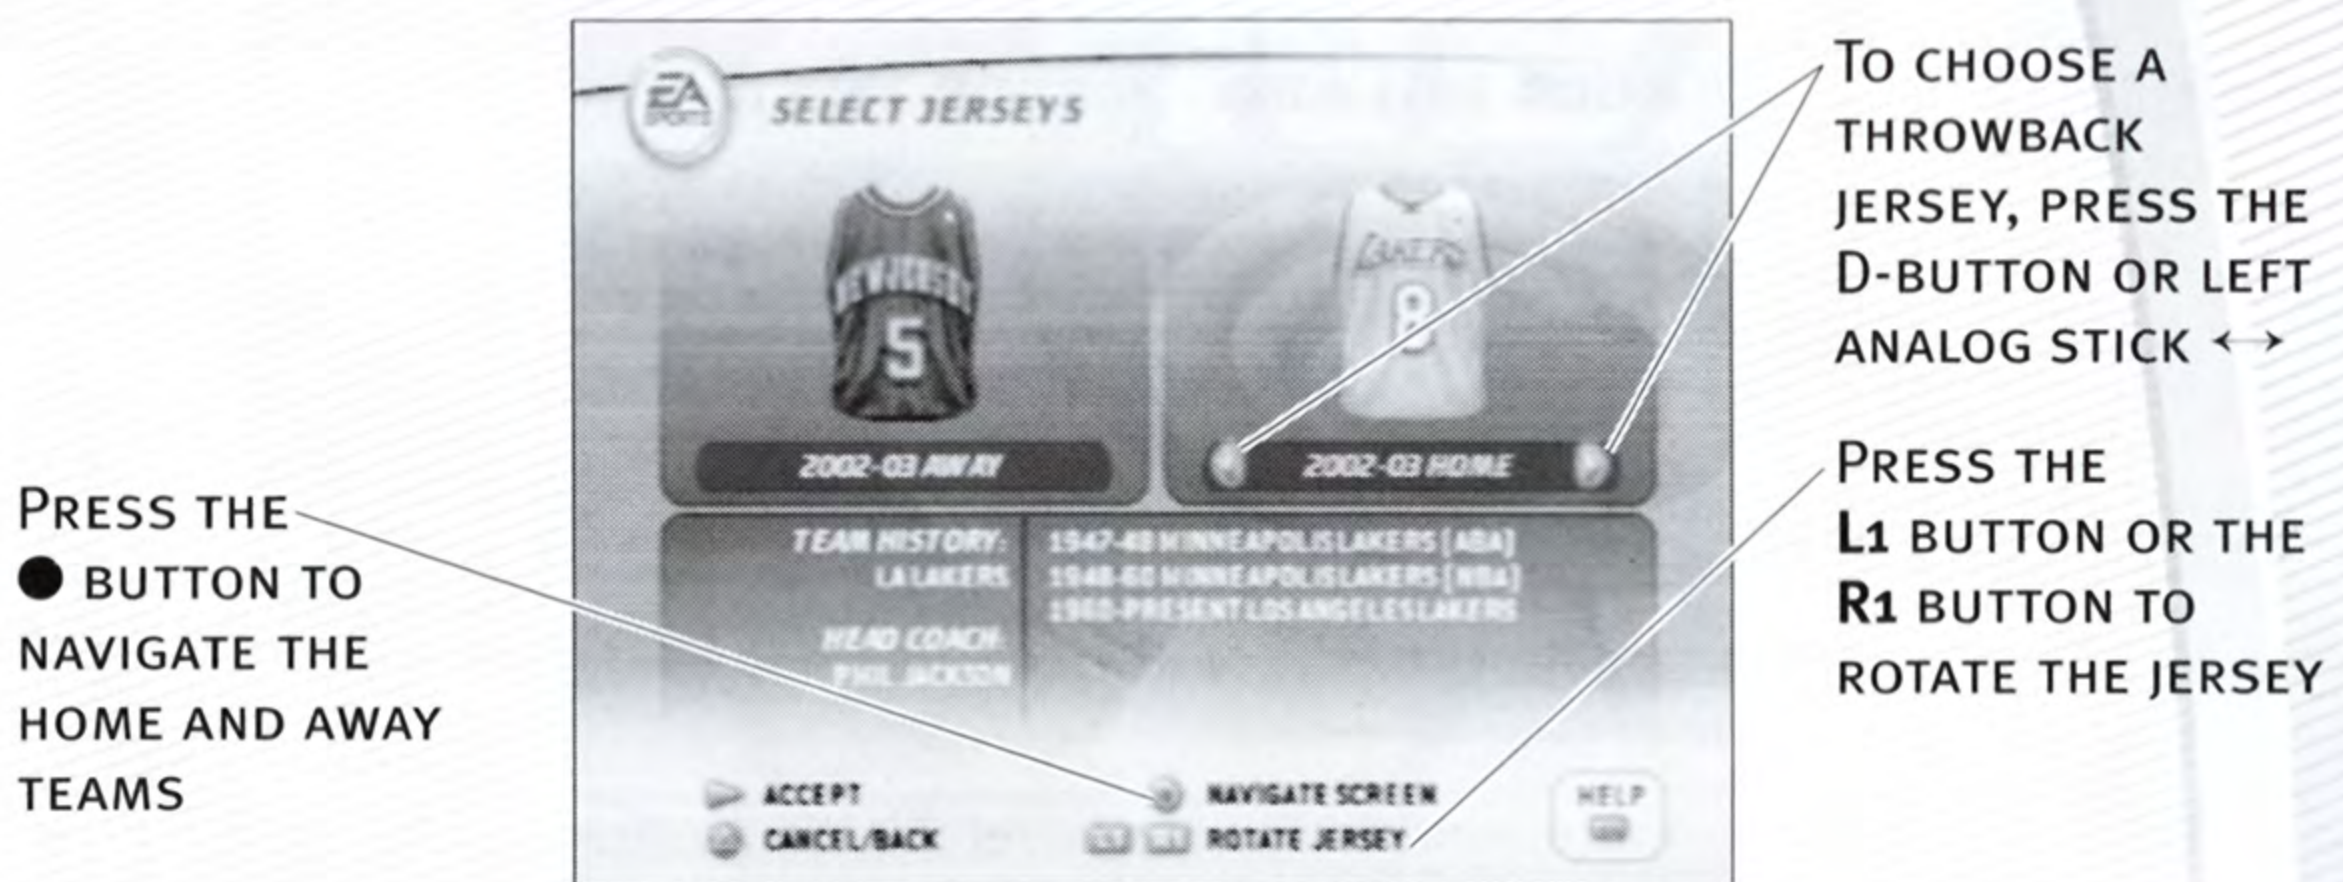 EA
SPORTS
SELECT JERSEYS
NEW JERSEY
5
LAKERS
8
2002-03 AWAY
2002-03 HOME
TEAM HISTORY:
LA LAKERS
1947-48 MINNEAPOLIS LAKERS [ABA]
1948-60 MINNEAPOLIS LAKERS [NBA]
1960-PRESENT LOS ANGELES LAKERS
HEAD COACH:
PHIL JACKSON
ACCEPT
NAVIGATE SCREEN
CANCEL/BACK
ROTATE JERSEY
HELP
PRESS THE
● BUTTON TO
NAVIGATE THE
HOME AND AWAY
TEAMS
TO CHOOSE A
THROWBACK
JERSEY, PRESS THE
D-BUTTON OR LEFT
ANALOG STICK ↔
PRESS THE
L1 BUTTON OR THE
R1 BUTTON TO
ROTATE THE JERSEY